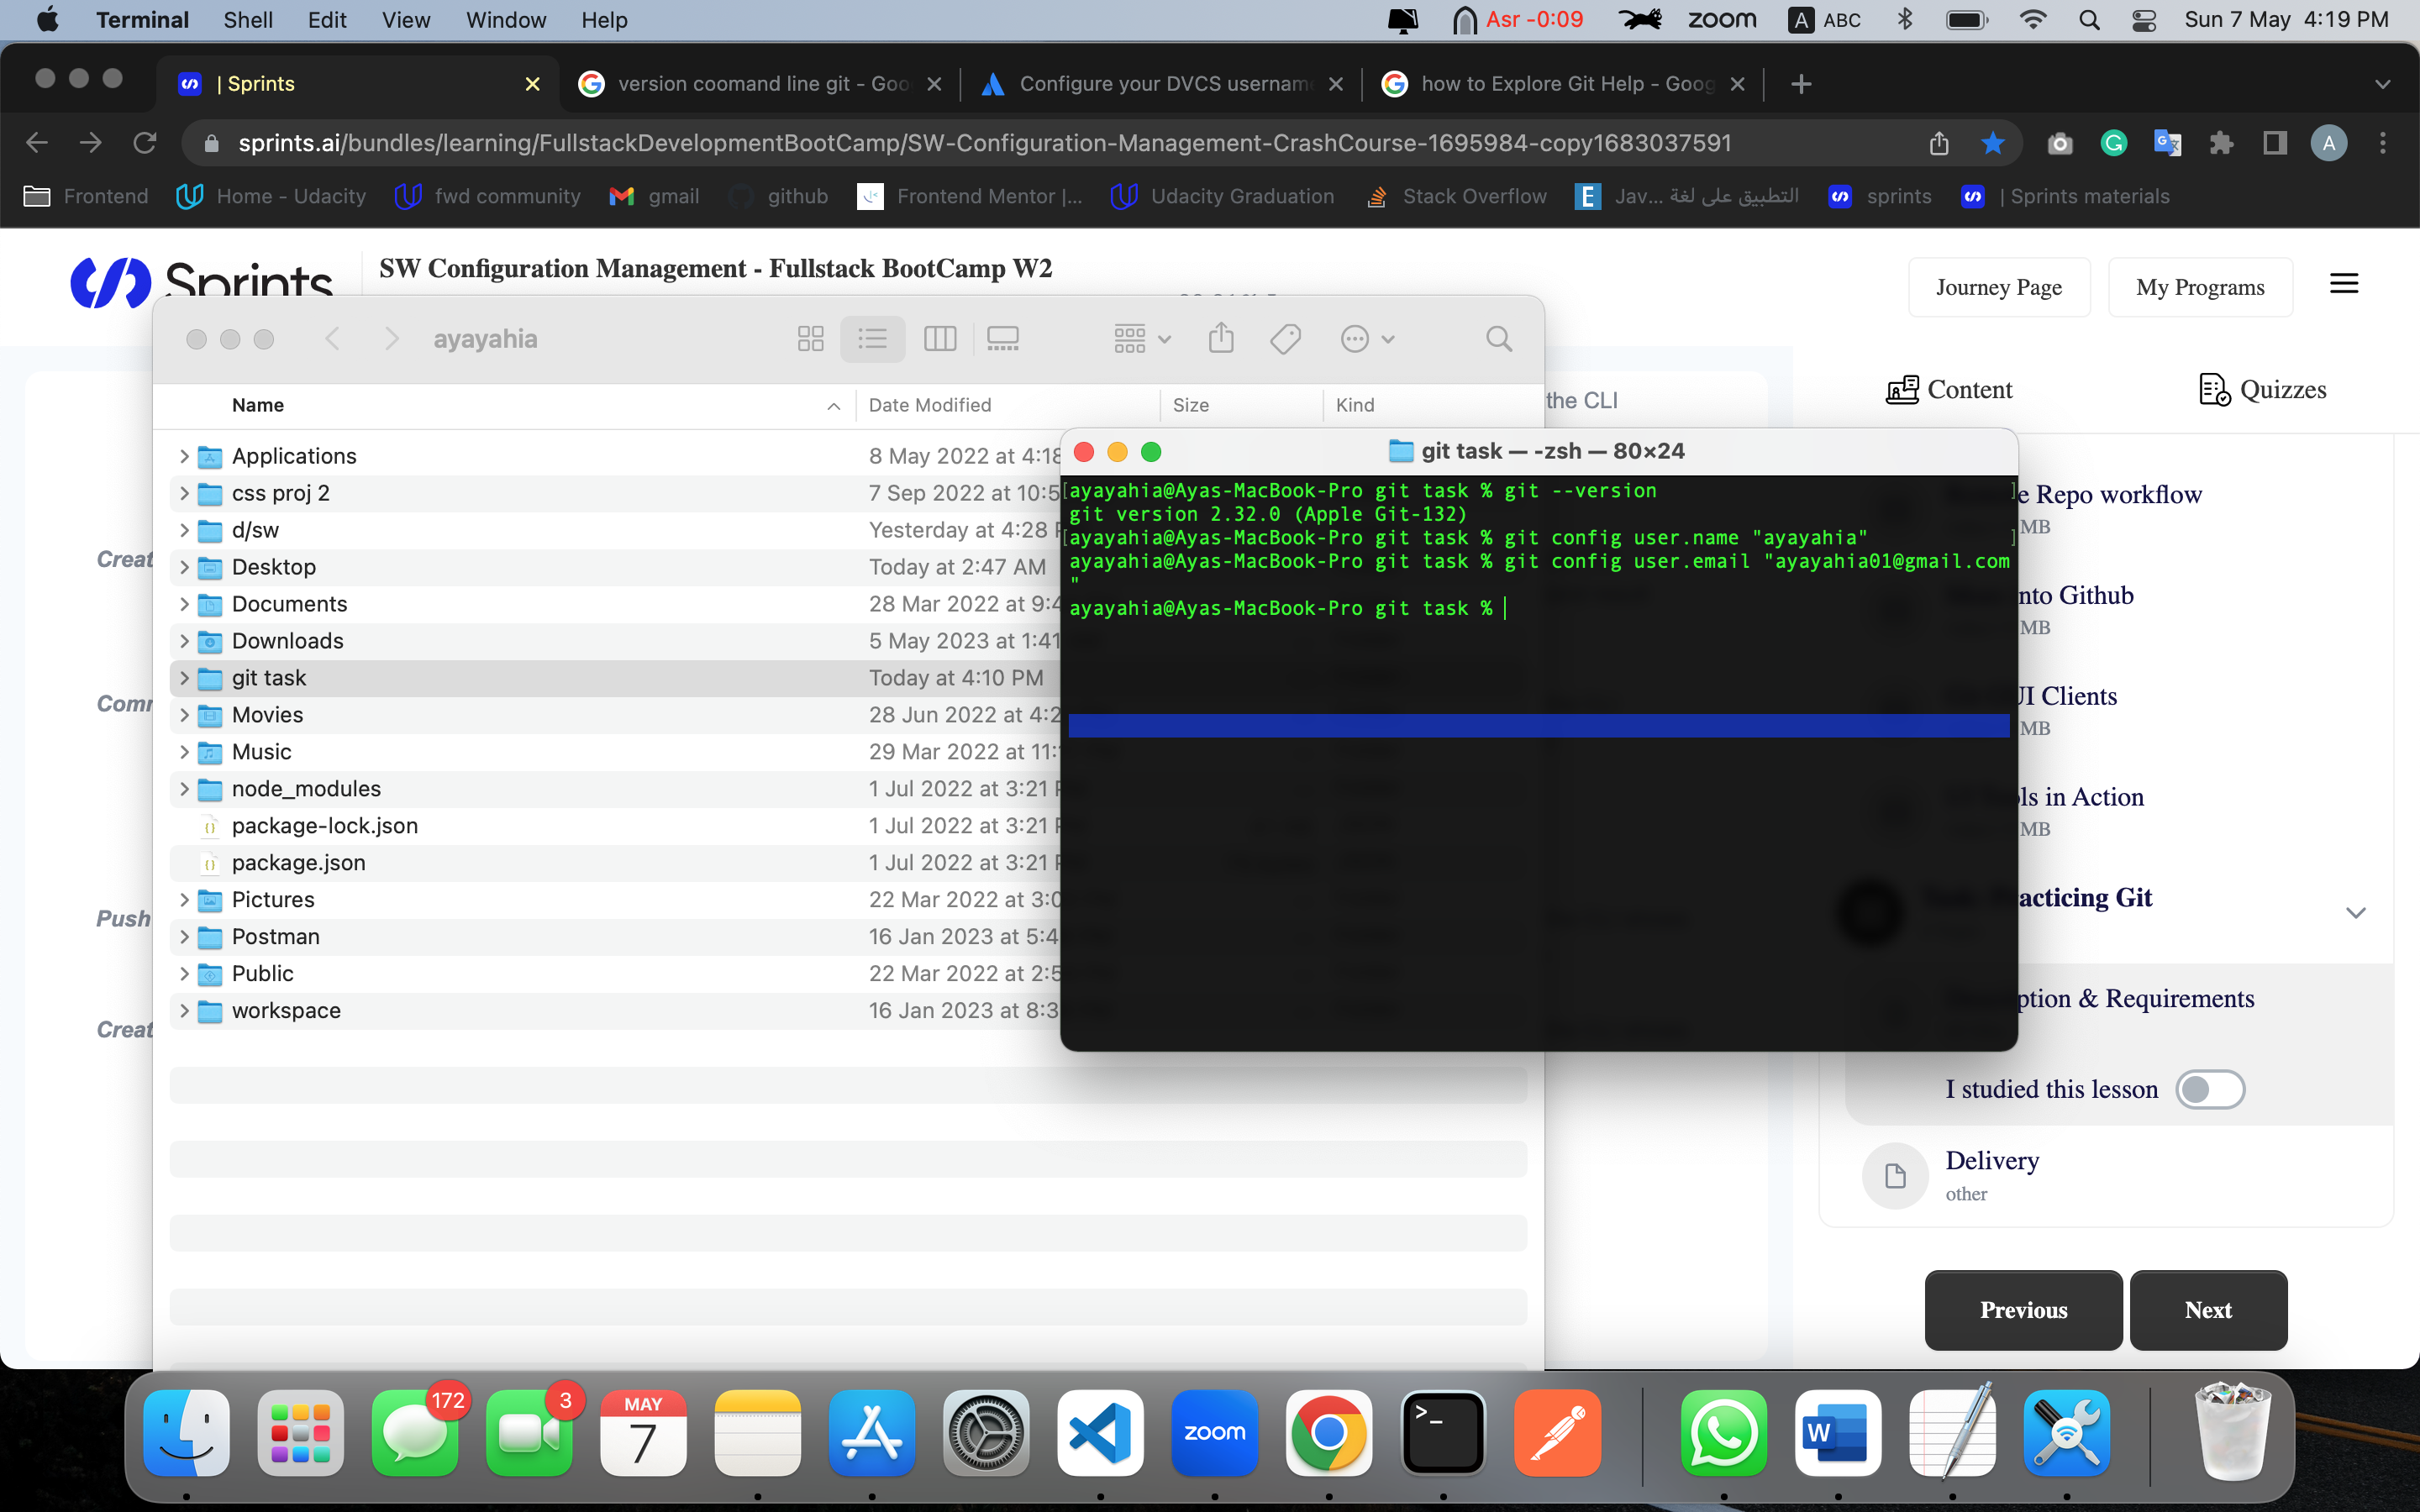 Terminal Shell Edit View Window Help Asr -0:09 zoom A ABC Sun 7 May 4:19 PM
| Sprints version coomand line git - Goo Configure your DVCS usernam how to Explore Git Help - Goog
sprints.ai/bundles/learning/FullstackDevelopmentBootCamp/SW-Configuration-Management-CrashCourse-1695984-copy1683037591 A
Frontend Home - Udacity fwd community gmail github Frontend Mentor |... Udacity Graduation Stack Overflow E Jav... التطبيق على لغة sprints | Sprints materials
Sprints SW Configuration Management - Fullstack BootCamp W2 Journey Page My Programs
ayayahia
Content Quizzes
Name Date Modified Size Kind
the CLI
Applications 8 May 2022 at 4:18
css proj 2 7 Sep 2022 at 10:5
d/sw Yesterday at 4:28
Desktop Today at 2:47 AM
Documents 28 Mar 2022 at 9:4
Downloads 5 May 2023 at 1:41
git task Today at 4:10 PM
Movies 28 Jun 2022 at 4:2
Music 29 Mar 2022 at 11:
node_modules 1 Jul 2022 at 3:21
package-lock.json 1 Jul 2022 at 3:21
package.json 1 Jul 2022 at 3:21
Pictures 22 Mar 2022 at 3:0
Postman 16 Jan 2023 at 5:4
Public 22 Mar 2022 at 2:5
workspace 16 Jan 2023 at 8:3
Creat
Comr
Push
Creat
git task — -zsh — 80×24
ayayahia@Ayas-MacBook-Pro git task % git --version
git version 2.32.0 (Apple Git-132)
ayayahia@Ayas-MacBook-Pro git task % git config user.name "ayayahia"
ayayahia@Ayas-MacBook-Pro git task % git config user.email "ayayahia01@gmail.com
"
ayayahia@Ayas-MacBook-Pro git task %
e Repo workflow
MB
nto Github
MB
UI Clients
MB
ls in Action
MB
acticing Git
ption & Requirements
I studied this lesson
Delivery
other
Previous Next
172 3 MAY 7 zoom >_ W